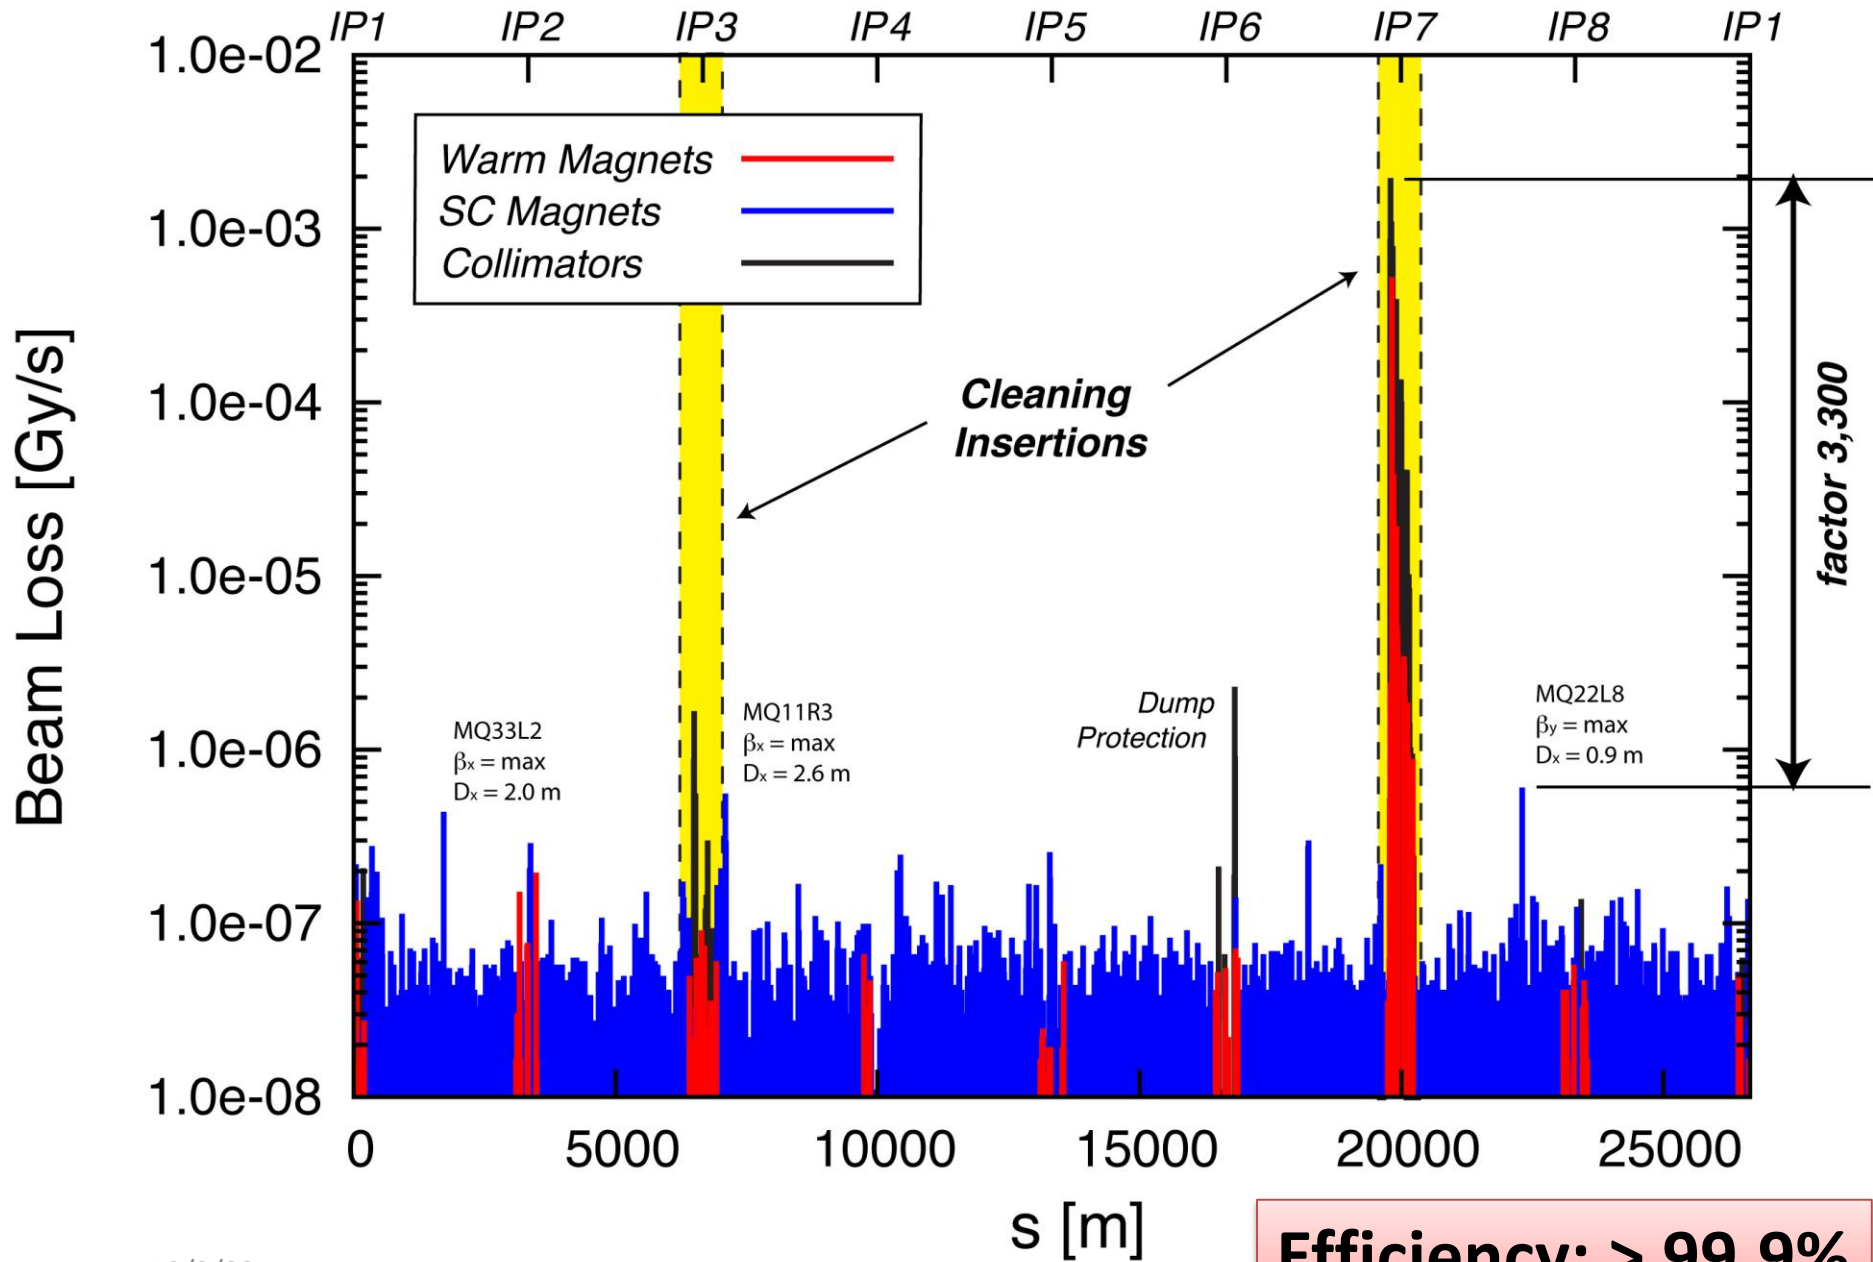 IP1 IP2 IP3 IP4 IP5 IP6 IP7 IP8 IP1
1.0e-02
1.0e-03
1.0e-04
1.0e-05
1.0e-06
1.0e-07
1.0e-08
Beam Loss [Gy/s]
Warm Magnets
SC Magnets
Collimators
Cleaning
Insertions
factor 3,300
MQ33L2
βx = max
Dx = 2.0 m
MQ11R3
βx = max
Dx = 2.6 m
Dump
Protection
MQ22L8
βy = max
Dx = 0.9 m
0 5000 10000 15000 20000 25000
s [m]
Efficiency: > 99.9%